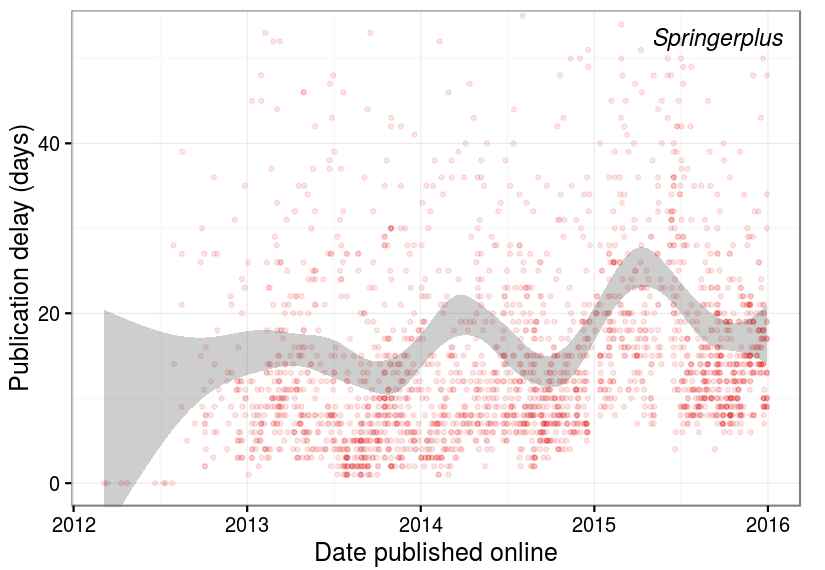 Springerplus
Publication delay (days)
40
20
0
2012 2013 2014 2015 2016
Date published online